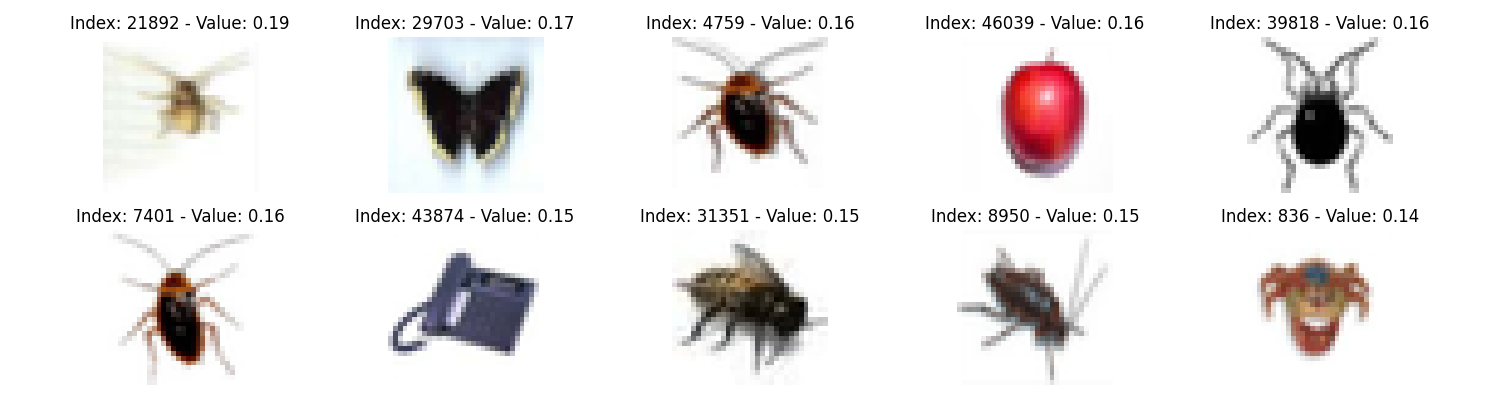 Index: 21892 - Value: 0.19
Index: 29703 - Value: 0.17
Index: 4759 - Value: 0.16
Index: 46039 - Value: 0.16
Index: 39818 - Value: 0.16
Index: 7401 - Value: 0.16
Index: 43874 - Value: 0.15
Index: 31351 - Value: 0.15
Index: 8950 - Value: 0.15
Index: 836 - Value: 0.14